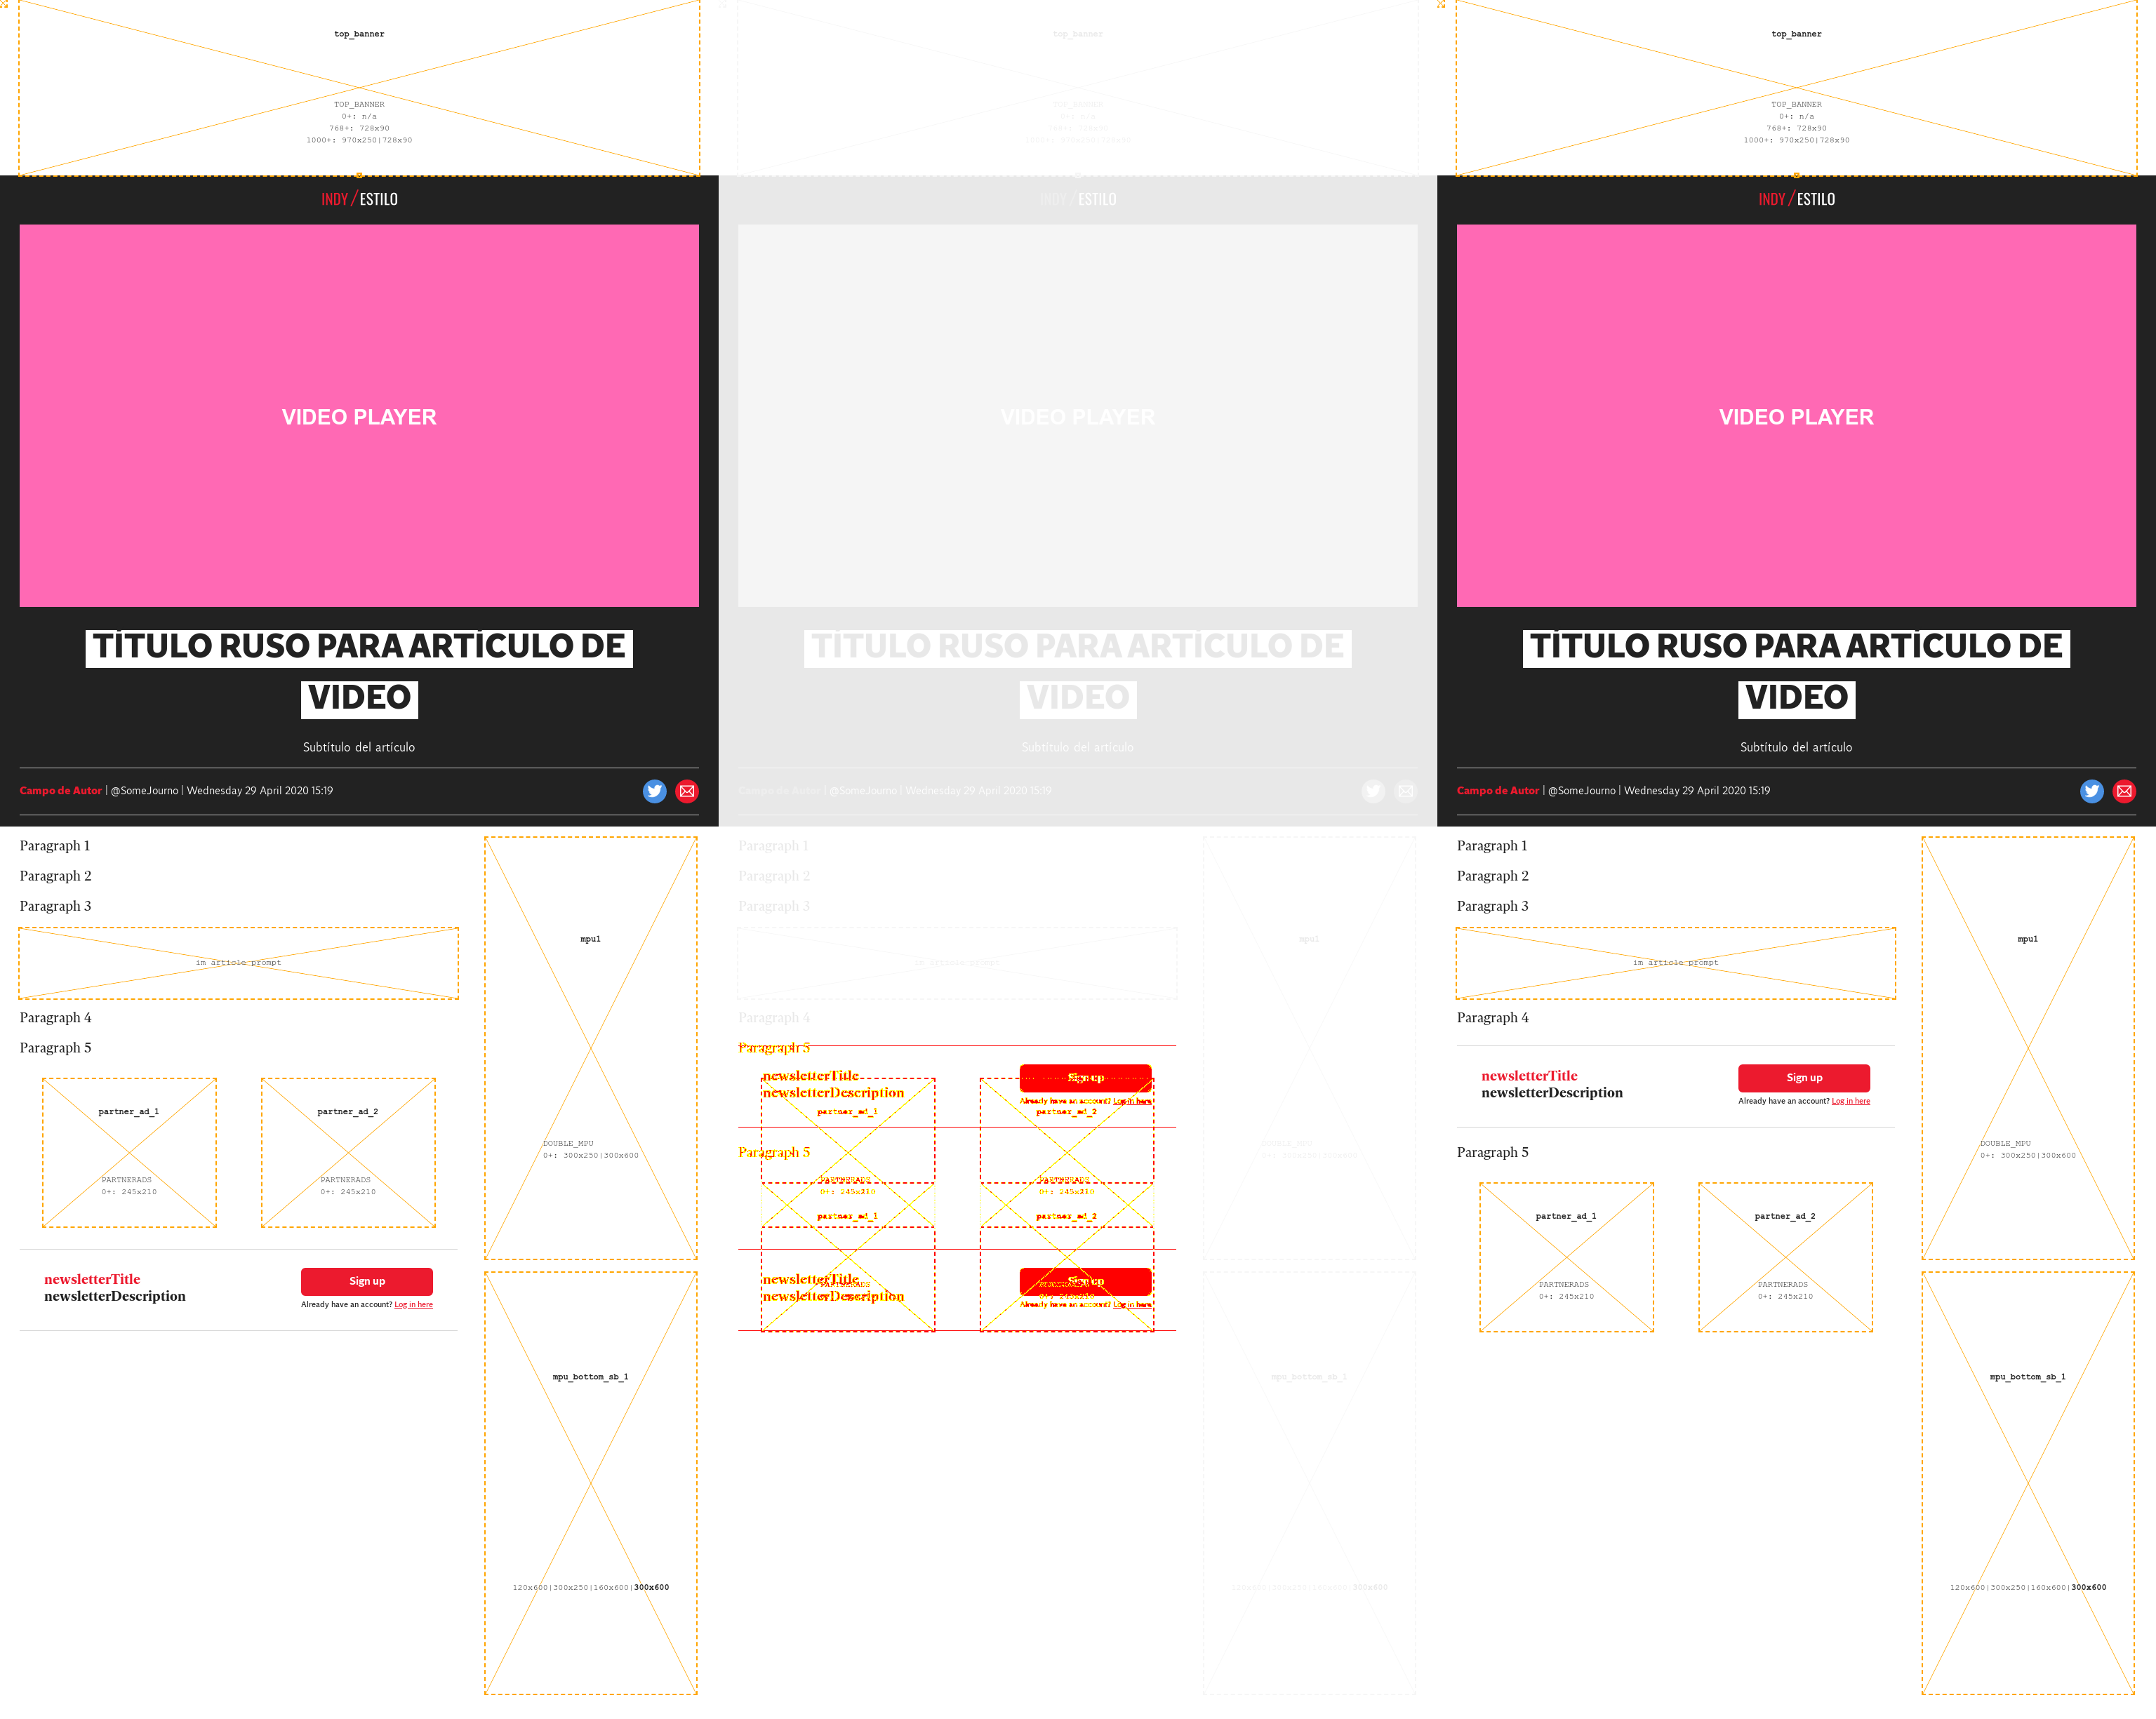 top_banner
TOP_BANNER
0+: n/a
768+: 728x90
1000+: 970x250|728x90
INDY/ESTILO
VIDEO PLAYER
TÍTULO RUSO PARA ARTÍCULO DE
VIDEO
Subtítulo del artículo
Campo de Autor | @SomeJourno | Wednesday 29 April 2020 15:19
Paragraph 1
Paragraph 2
Paragraph 3
im article prompt
Paragraph 4
Paragraph 5
partner_ad_1
PARTNERADS
0+: 245x210
partner_ad_2
PARTNERADS
0+: 245x210
newsletterTitle
newsletterDescription
Sign up
Already have an account? Log in here
mpu1
DOUBLE_MPU
0+: 300x250|300x600
mpu_bottom_sb_1
120x600|300x250|160x600|300x600
top_banner
TOP_BANNER
0+: n/a
768+: 728x90
1000+: 970x250|728x90
INDY/ESTILO
VIDEO PLAYER
TÍTULO RUSO PARA ARTÍCULO DE
VIDEO
Subtítulo del artículo
Campo de Autor | @SomeJourno | Wednesday 29 April 2020 15:19
Paragraph 1
Paragraph 2
Paragraph 3
im article prompt
Paragraph 4
Paragraph 5
newsletterTitle
newsletterDescription
Sign up
Already have an account? Log in here
partner_ad_1
partner_ad_2
Paragraph 5
PARTNERADS
0+: 245x210
PARTNERADS
0+: 245x210
partner_ad_1
partner_ad_2
newsletterTitle
newsletterDescription
Sign up
Already have an account? Log in here
mpu1
DOUBLE_MPU
0+: 300x250|300x600
mpu_bottom_sb_1
120x600|300x250|160x600|300x600
top_banner
TOP_BANNER
0+: n/a
768+: 728x90
1000+: 970x250|728x90
INDY/ESTILO
VIDEO PLAYER
TÍTULO RUSO PARA ARTÍCULO DE
VIDEO
Subtítulo del artículo
Campo de Autor | @SomeJourno | Wednesday 29 April 2020 15:19
Paragraph 1
Paragraph 2
Paragraph 3
im article prompt
Paragraph 4
newsletterTitle
newsletterDescription
Sign up
Already have an account? Log in here
Paragraph 5
partner_ad_1
PARTNERADS
0+: 245x210
partner_ad_2
PARTNERADS
0+: 245x210
mpu1
DOUBLE_MPU
0+: 300x250|300x600
mpu_bottom_sb_1
120x600|300x250|160x600|300x600